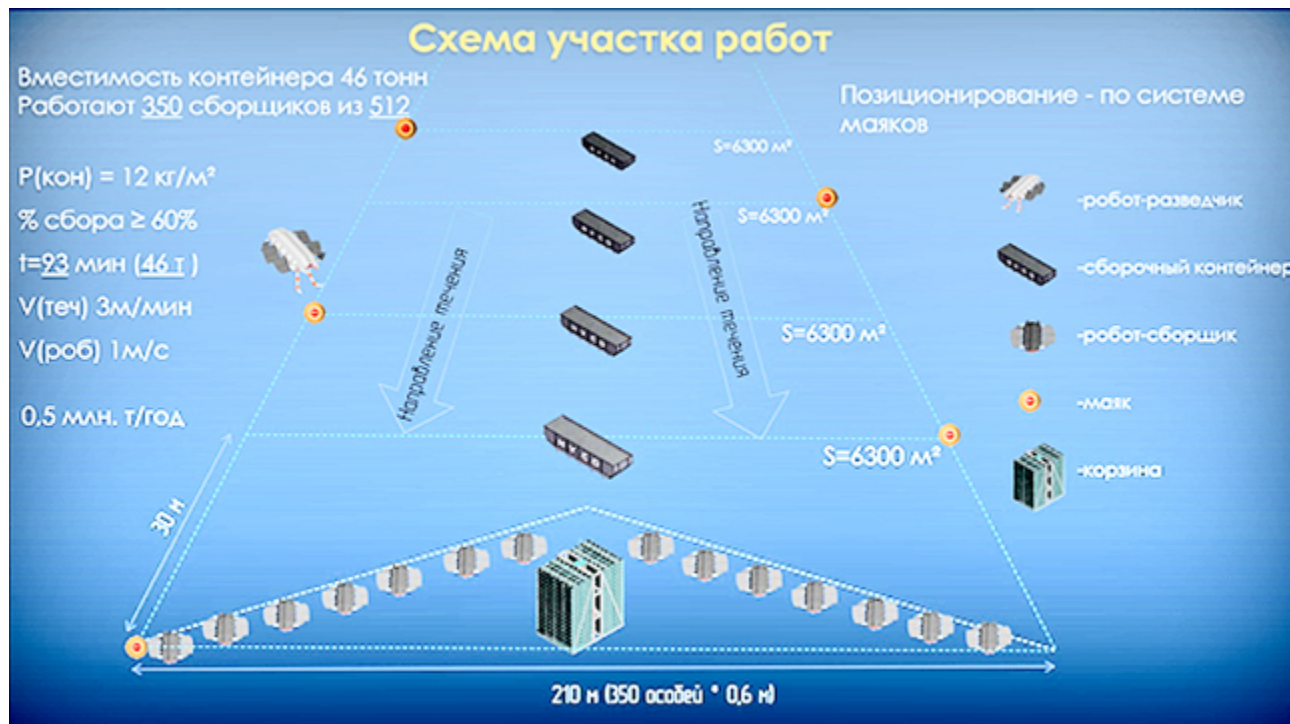 Схема участка работ
Вместимость контейнера 46 тонн
Работают 350 сборщиков из 512
P(кон) = 12 кг/м²
% сбора ≥ 60%
t=93 мин (46 т )
V(теч) 3м/мин
V(роб) 1м/с
0,5 млн. т/год
Позиционирование - по системе
маяков
S=6300 м²
S=6300 м²
S=6300 м²
S=6300 м²
Направление течения
Направление течения
-робот-разведчик
-сборочный контейнер
-робот-сборщик
-маяк
-корзина
30 м
210 м (350 особей * 0,6 м)